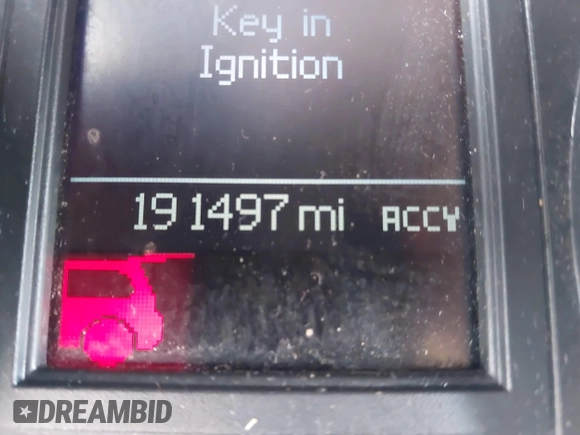 Key in
Ignition
191497 mi ACCY
DREAMBID